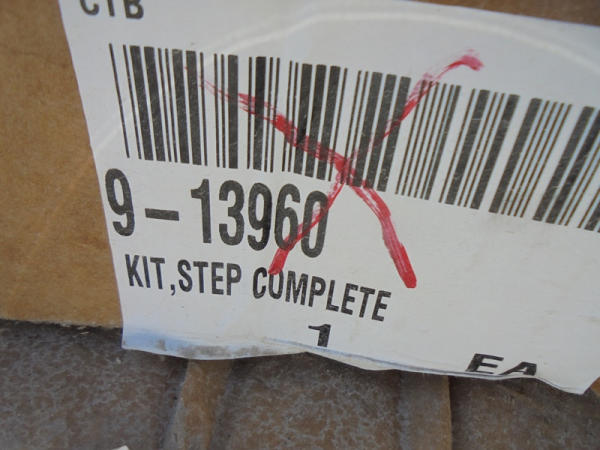 CTB
9-13960
KIT,STEP COMPLETE
1 EA